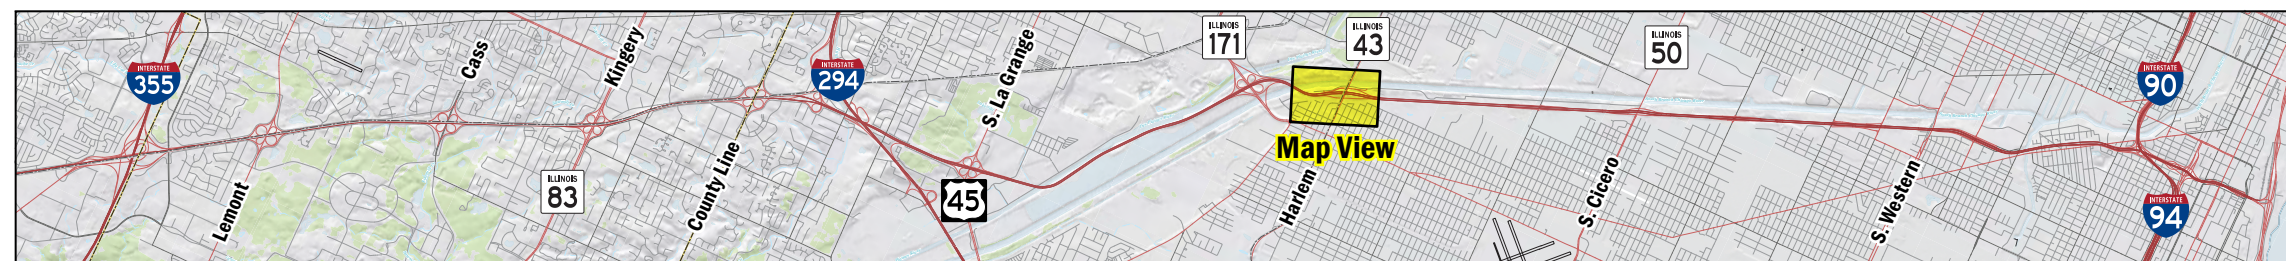 INTERSTATE
355
Lemont
Cass
ILLINOIS
83
Kingery
County Line
INTERSTATE
294
45
S. La Grange
ILLINOIS
171
Map View
Harlem
ILLINOIS
43
S. Cicero
ILLINOIS
50
S. Western
INTERSTATE
90
INTERSTATE
94